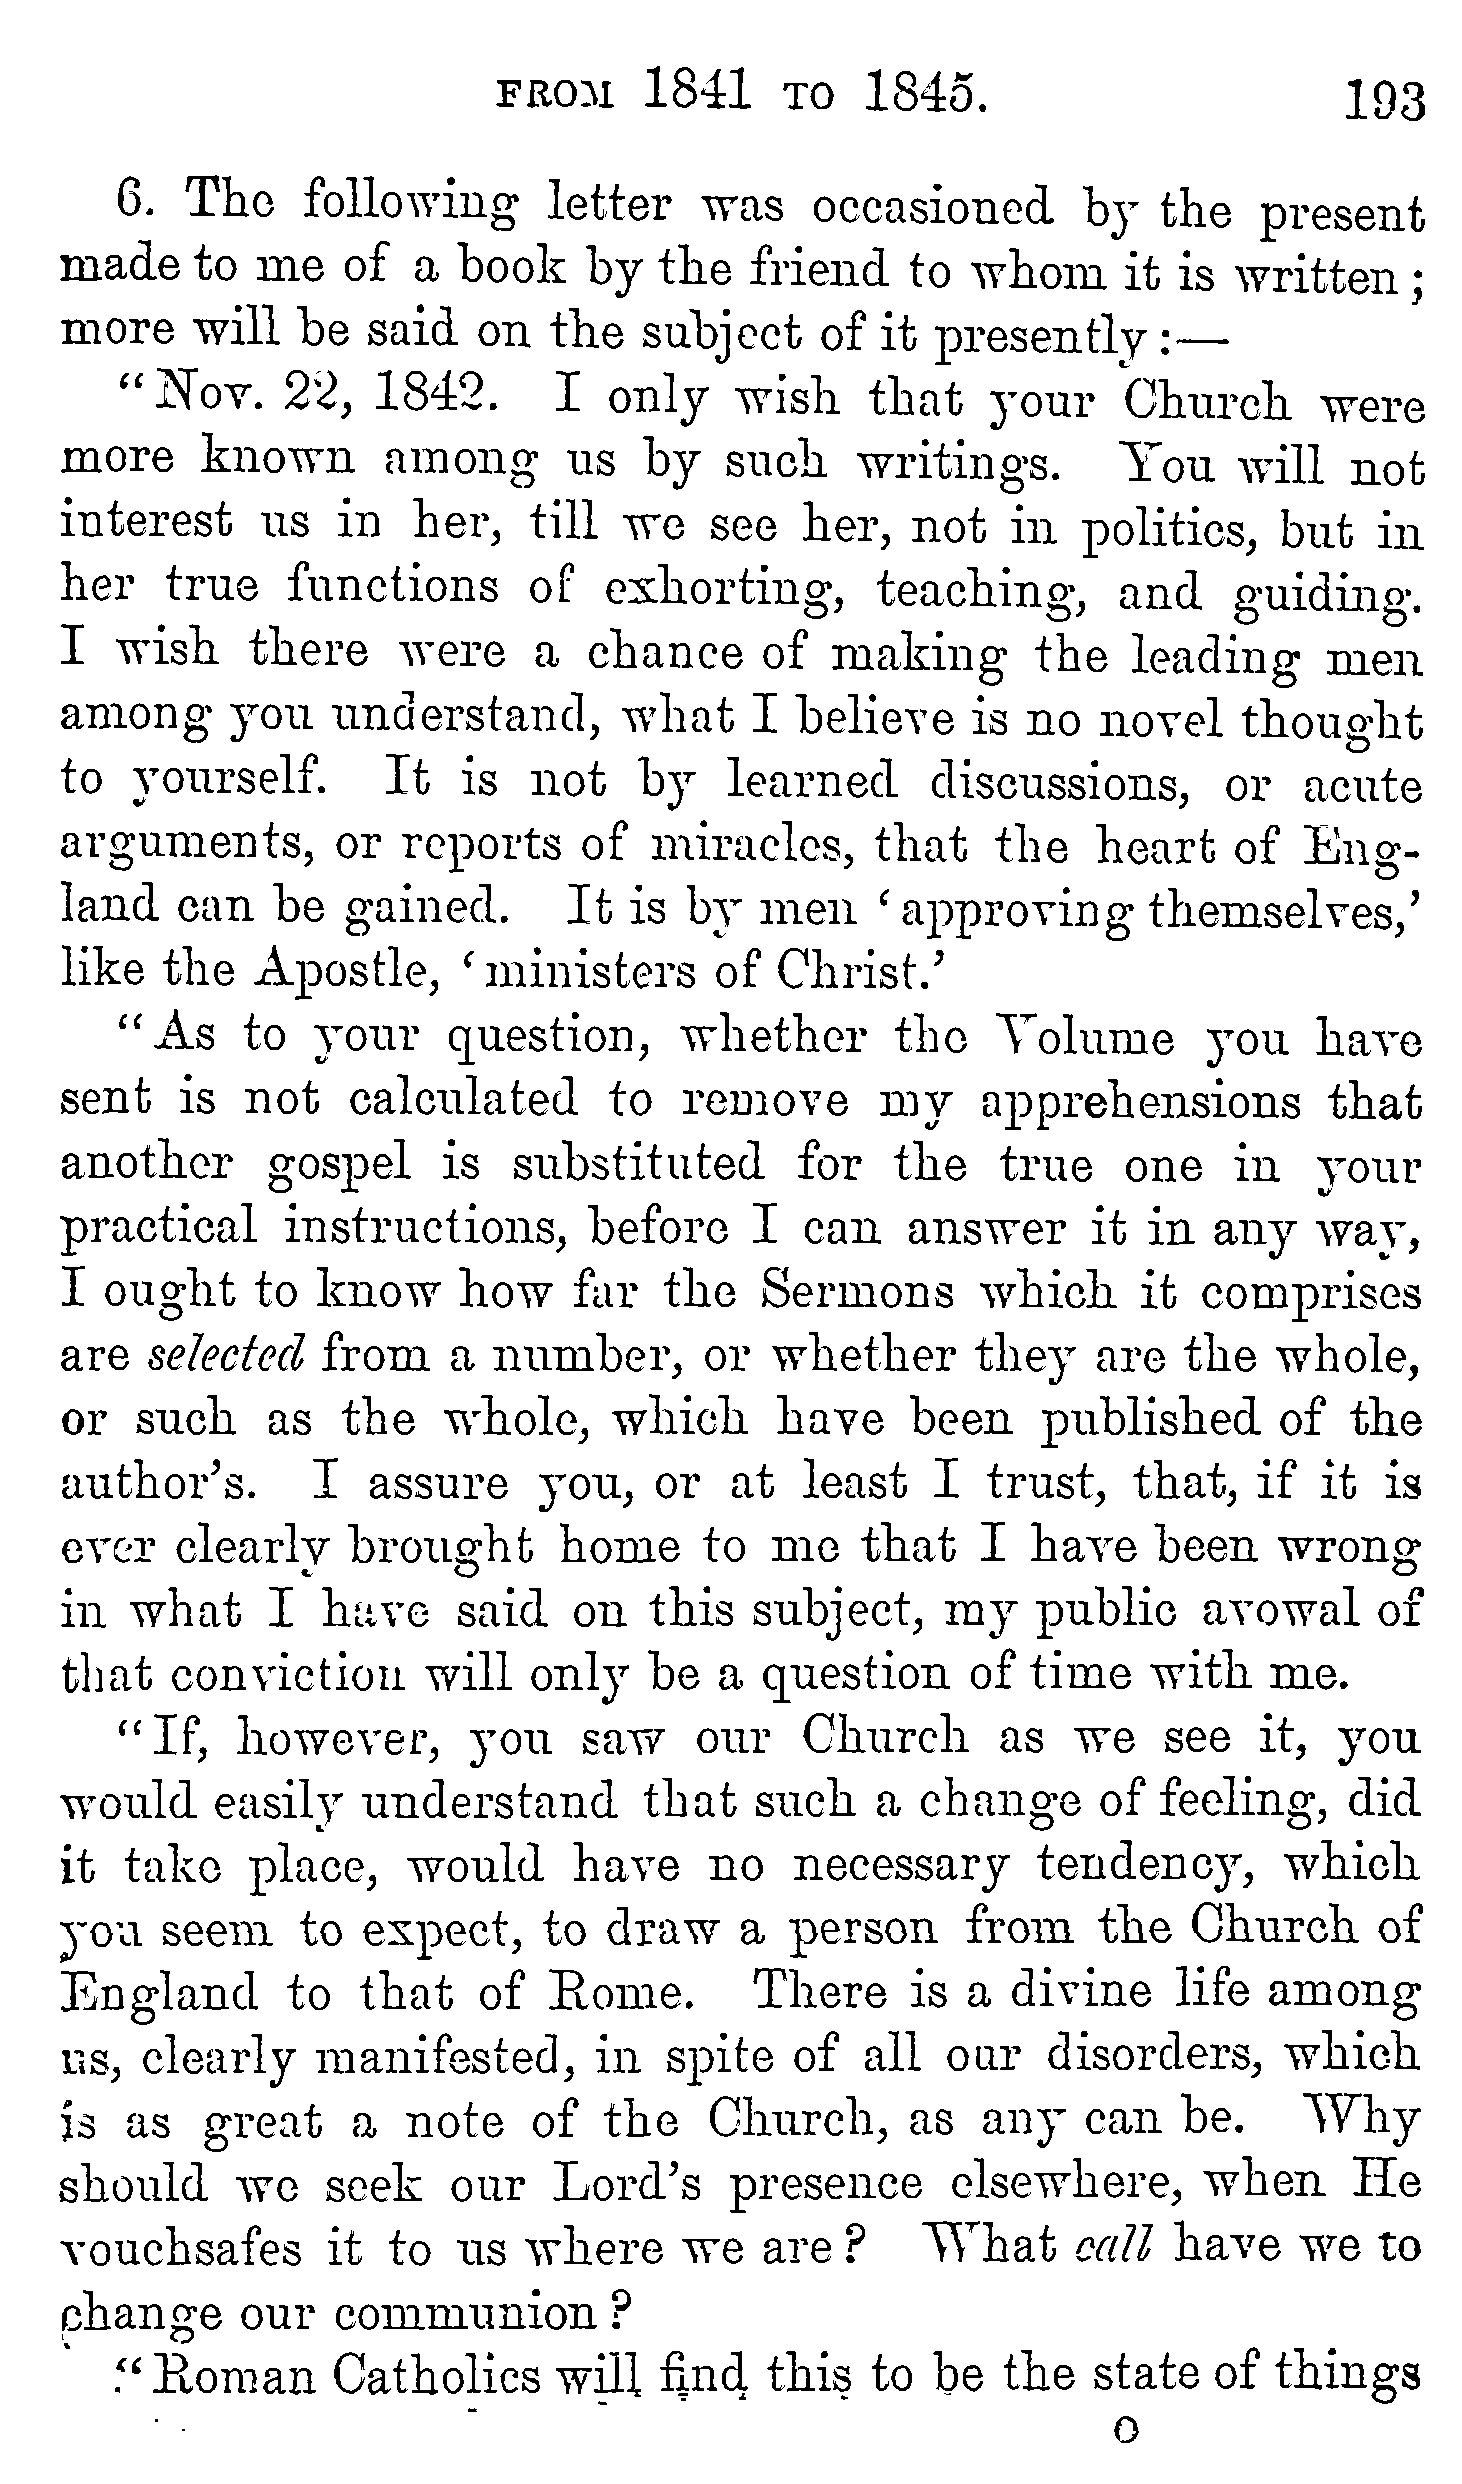 FROM 1841 TO 1845. 193
6. The following letter was occasioned by the present
made to me of a book by the friend to whom it is written;
more will be said on the subject of it presently:—
"Nov. 22, 1842. I only wish that your Church were
more known among us by such writings. You will not
interest us in her, till we see her, not in politics, but in
her true functions of exhorting, teaching, and guiding.
I wish there were a chance of making the leading men
among you understand, what I believe is no novel thought
to yourself. It is not by learned discussions, or acute
arguments, or reports of miracles, that the heart of Eng-
land can be gained. It is by men 'approving themselves,'
like the Apostle, 'ministers of Christ.'
"As to your question, whether the Volume you have
sent is not calculated to remove my apprehensions that
another gospel is substituted for the true one in your
practical instructions, before I can answer it in any way,
I ought to know how far the Sermons which it comprises
are selected from a number, or whether they are the whole,
or such as the whole, which have been published of the
author's. I assure you, or at least I trust, that, if it is
ever clearly brought home to me that I have been wrong
in what I have said on this subject, my public avowal of
that conviction will only be a question of time with me.
"If, however, you saw our Church as we see it, you
would easily understand that such a change of feeling, did
it take place, would have no necessary tendency, which
you seem to expect, to draw a person from the Church of
England to that of Rome. There is a divine life among
us, clearly manifested, in spite of all our disorders, which
is as great a note of the Church, as any can be. Why
should we seek our Lord's presence elsewhere, when He
vouchsafes it to us where we are? What call have we to
change our communion?
"Roman Catholics will find this to be the state of things
O